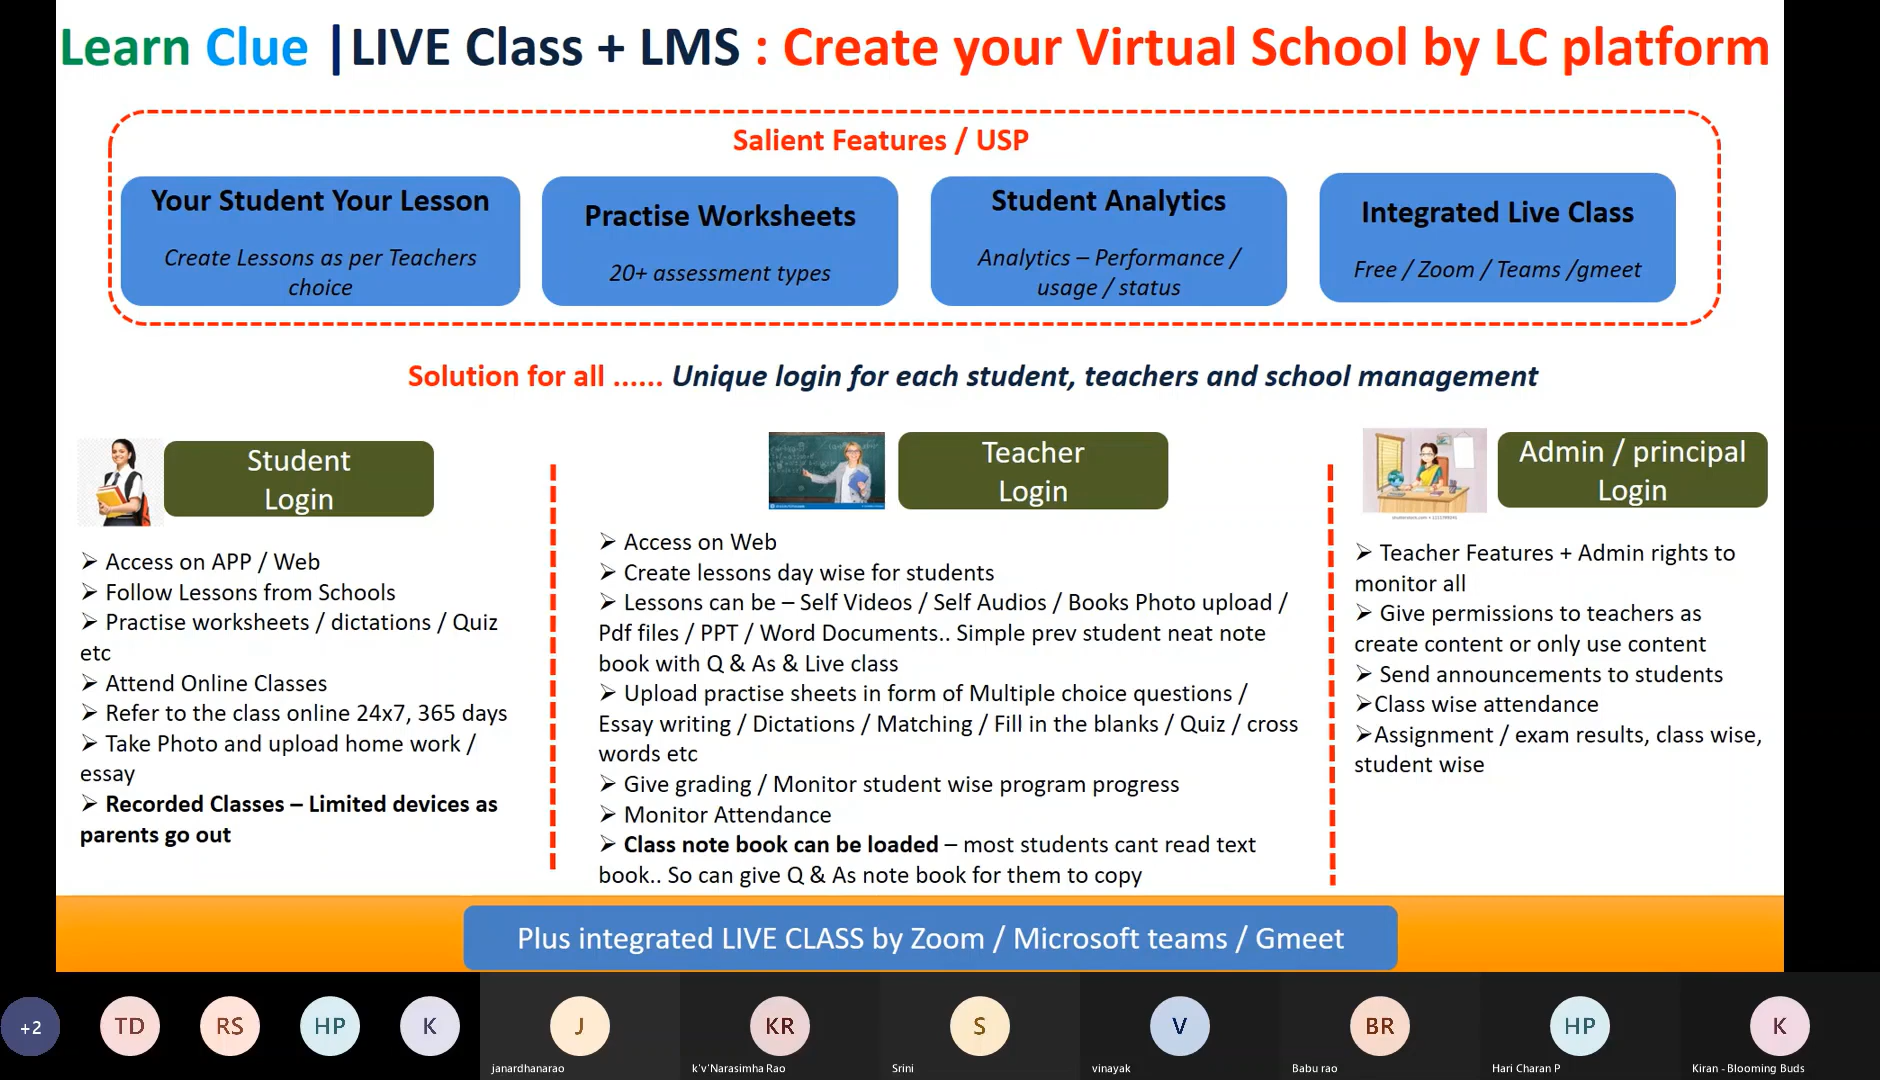 Learn Clue |LIVE Class + LMS : Create your Virtual School by LC platform
Salient Features / USP
Your Student Your Lesson
Create Lessons as per Teachers
choice
Practise Worksheets
20+ assessment types
Student Analytics
Analytics – Performance /
usage / status
Integrated Live Class
Free / Zoom / Teams /gmeet
Solution for all ...... Unique login for each student, teachers and school management
Student
Login
➢ Access on APP / Web
➢ Follow Lessons from Schools
➢ Practise worksheets / dictations / Quiz
etc
➢ Attend Online Classes
➢ Refer to the class online 24x7, 365 days
➢ Take Photo and upload home work /
essay
➢ Recorded Classes – Limited devices as
parents go out
Teacher
Login
➢ Access on Web
➢ Create lessons day wise for students
➢ Lessons can be – Self Videos / Self Audios / Books Photo upload /
Pdf files / PPT / Word Documents.. Simple prev student neat note
book with Q & As & Live class
➢ Upload practise sheets in form of Multiple choice questions /
Essay writing / Dictations / Matching / Fill in the blanks / Quiz / cross
words etc
➢ Give grading / Monitor student wise program progress
➢ Monitor Attendance
➢ Class note book can be loaded – most students cant read text
book.. So can give Q & As note book for them to copy
Admin / principal
Login
➢ Teacher Features + Admin rights to
monitor all
➢ Give permissions to teachers as
create content or only use content
➢ Send announcements to students
➢Class wise attendance
➢Assignment / exam results, class wise,
student wise
Plus integrated LIVE CLASS by Zoom / Microsoft teams / Gmeet
+2
TD
RS
HP
K
J
janardhanarao
KR
k'v'Narasimha Rao
S
Srini
V
vinayak
BR
Babu rao
HP
Hari Charan P
K
Kiran - Blooming Buds